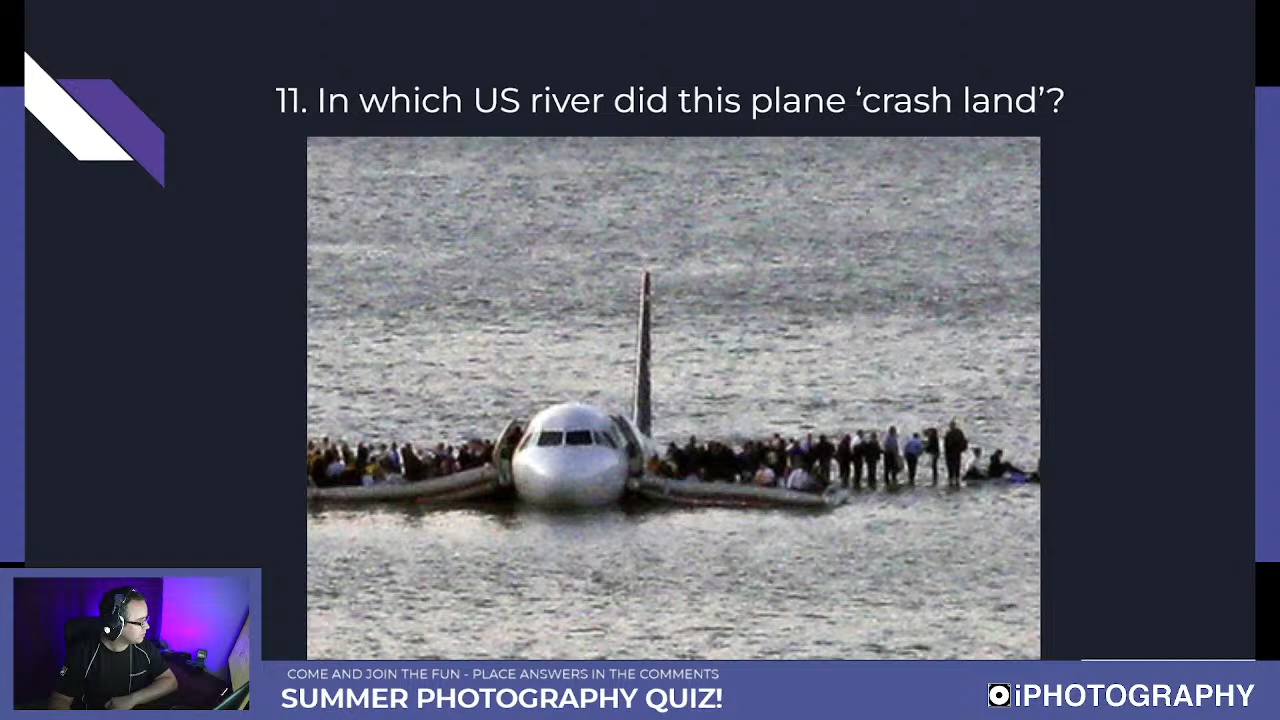 11. In which US river did this plane ‘crash land’?
COME AND JOIN THE FUN - PLACE ANSWERS IN THE COMMENTS
SUMMER PHOTOGRAPHY QUIZ!
iPHOTOGRAPHY